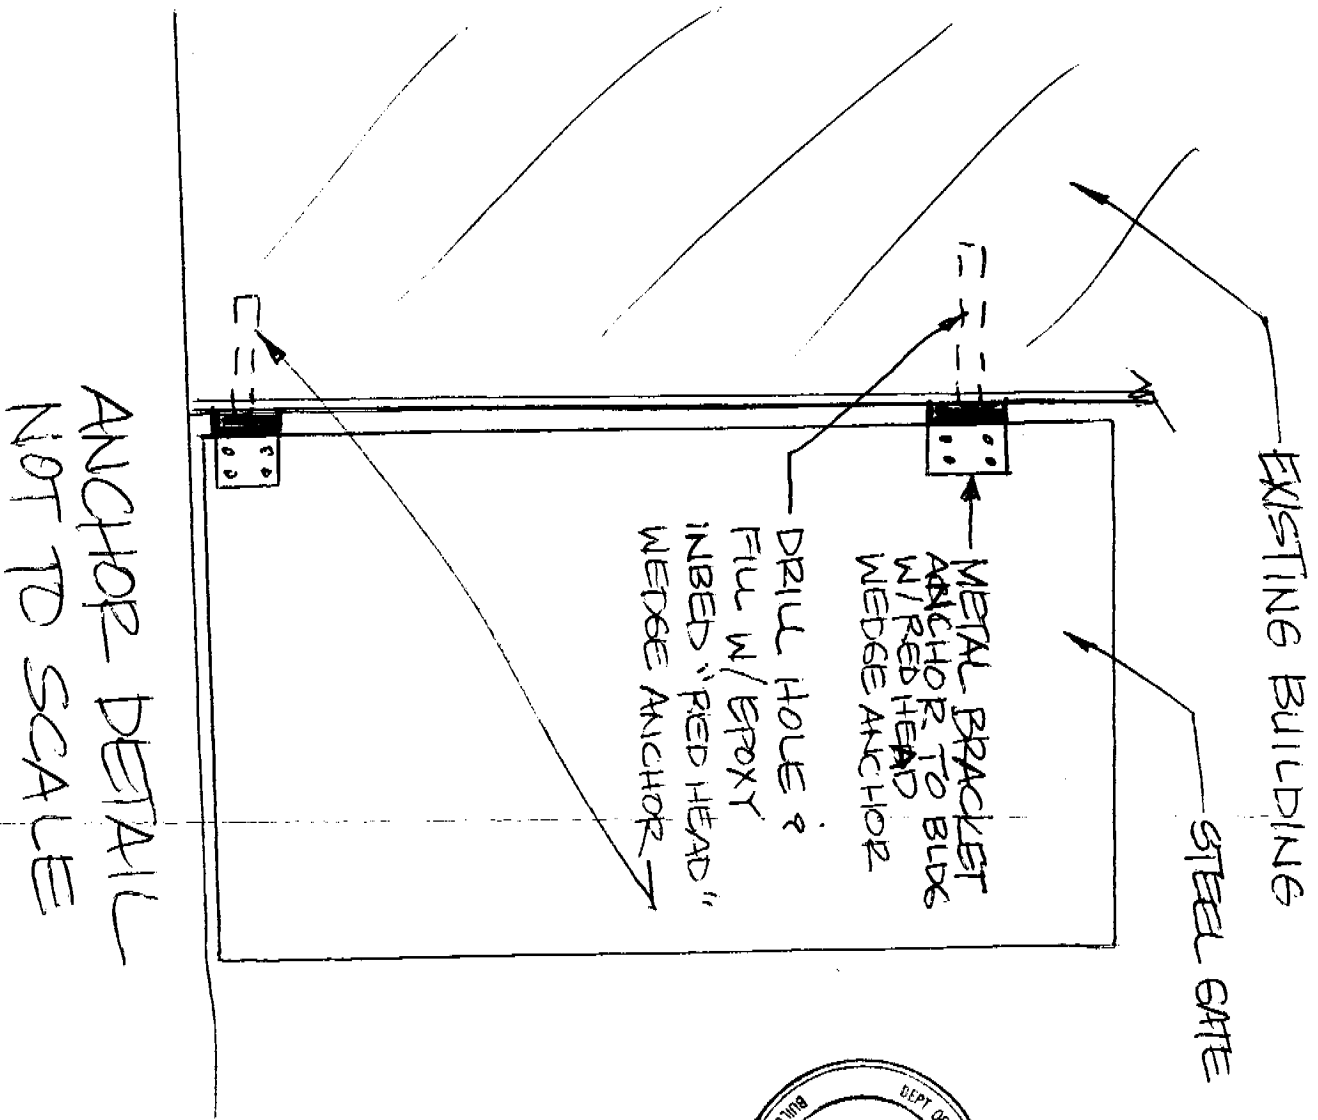 EXISTING BUILDING
STEEL GATE
METAL BRACKET
ANCHOR TO BLDG
W/ RED HEAD
WEDGE ANCHOR
DRILL HOLE &
FILL W/ EPOXY
INBED "RED HEAD"
WEDGE ANCHOR
ANCHOR DETAIL
NOT TO SCALE
DEPT